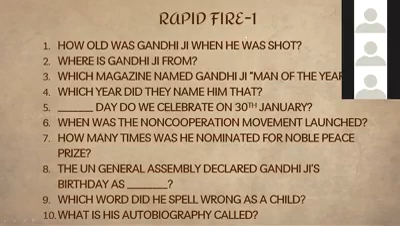 RAPID FIRE-1
1. HOW OLD WAS GANDHI JI WHEN HE WAS SHOT?
2. WHERE IS GANDHI JI FROM?
3. WHICH MAGAZINE NAMED GANDHI JI "MAN OF THE YEAR
4. WHICH YEAR DID THEY NAME HIM THAT?
5. ______ DAY DO WE CELEBRATE ON 30TH JANUARY?
6. WHEN WAS THE NONCOOPERATION MOVEMENT LAUNCHED?
7. HOW MANY TIMES WAS HE NOMINATED FOR NOBLE PEACE
PRIZE?
8. THE UN GENERAL ASSEMBLY DECLARED GANDHI JI'S
BIRTHDAY AS ______?
9. WHICH WORD DID HE SPELL WRONG AS A CHILD?
10. WHAT IS HIS AUTOBIOGRAPHY CALLED?